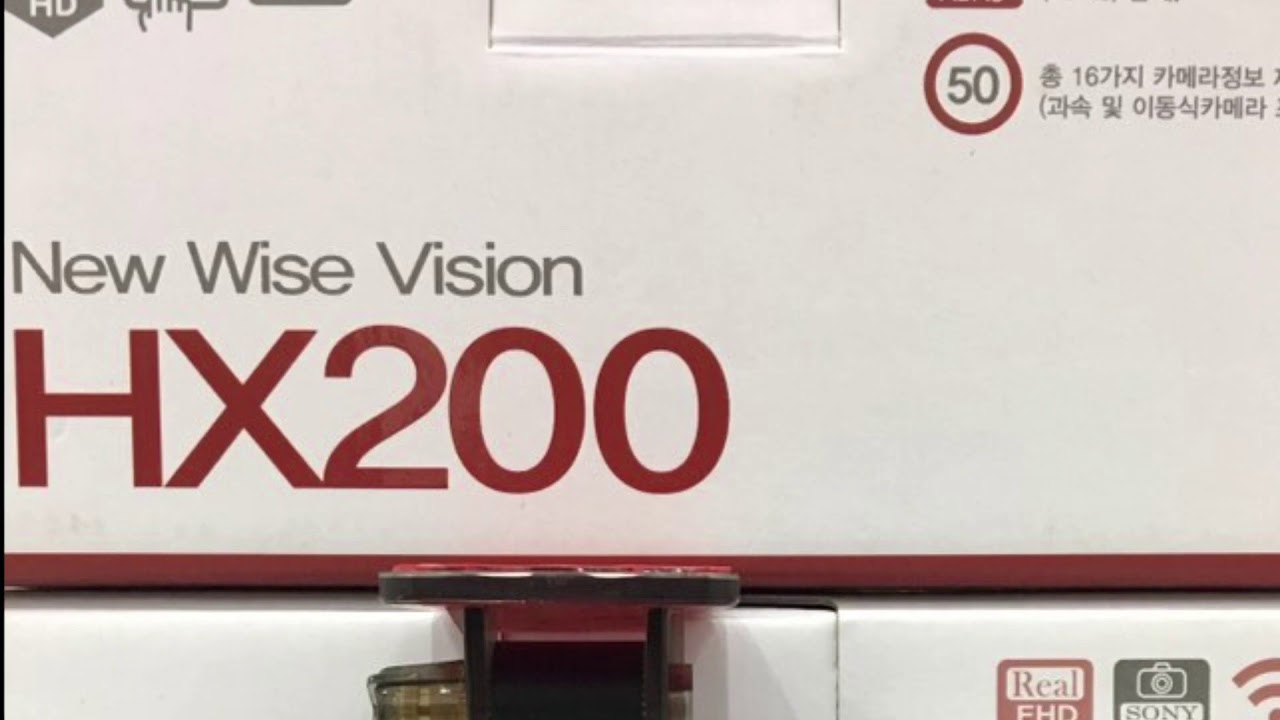 HD
50
총 16가지 카메라정보
(과속 및 이동식카메라
New Wise Vision
HX200
Real
FHD
SONY